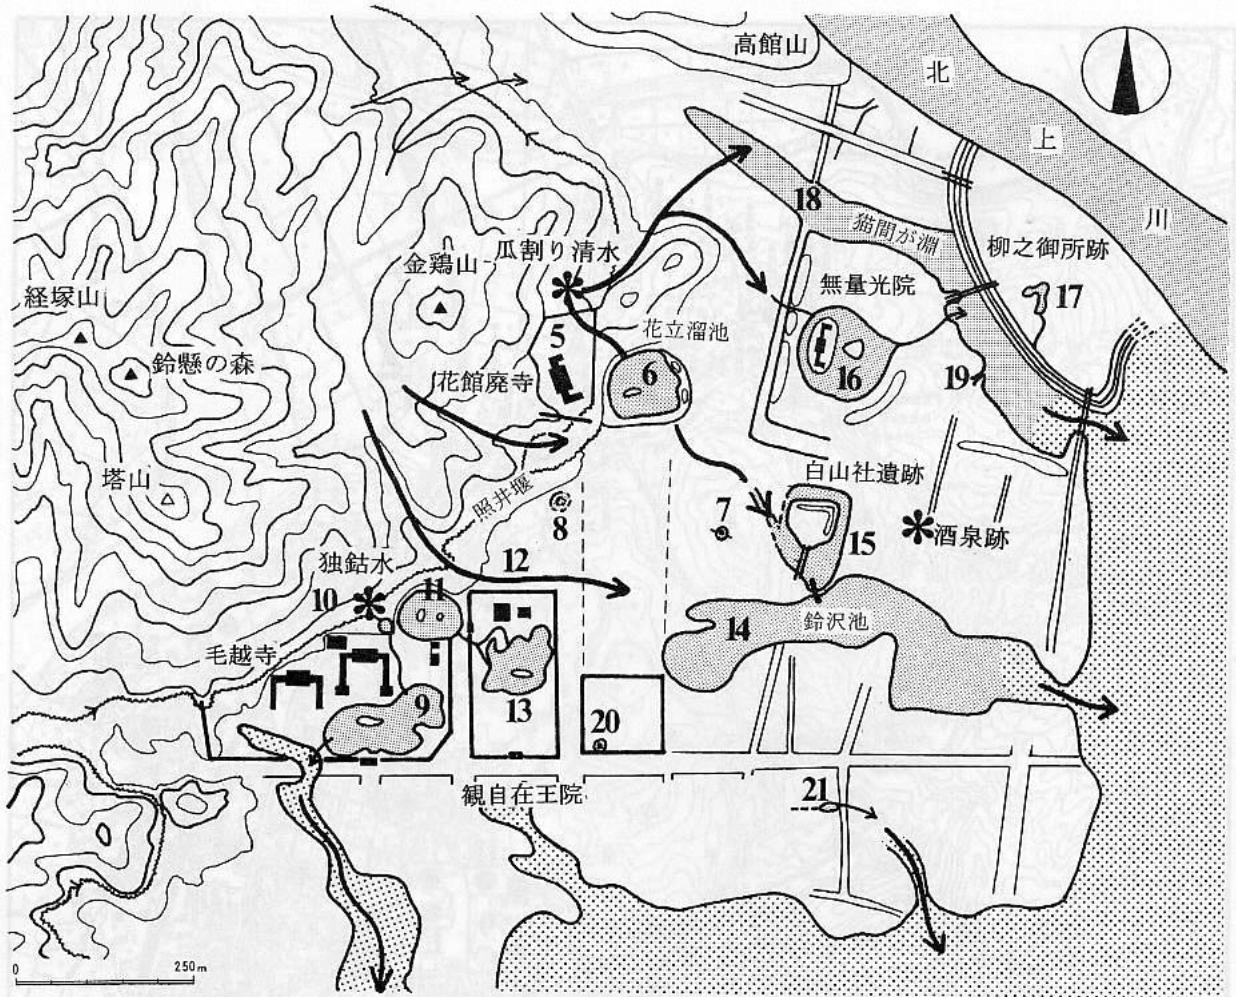 高館山
北
上
川
18
猫間が淵
柳之御所跡
17
瓜割り清水
金鶏山
無量光院
経塚山
鈴懸の森
5
花立溜池
6
16
19
花館廃寺
塔山
白山社遺跡
照井堰
8
7
15
酒泉跡
独鈷水
12
10
11
14
鈴沢池
毛越寺
9
13
20
観自在王院
21
0
250m